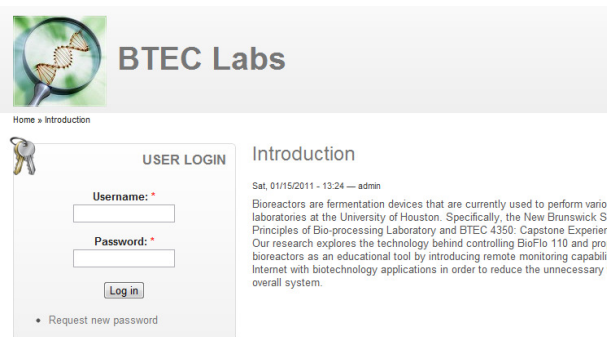 BTEC Labs
Home » Introduction
USER LOGIN
Username: *
Password: *
Log in
Request new password
Introduction
Sat, 01/15/2011 - 13:24 — admin
Bioreactors are fermentation devices that are currently used to perform
laboratories at the University of Houston. Specifically, the New Brunswick
Principles of Bio-processing Laboratory and BTEC 4350: Capstone
Our research explores the technology behind controlling BioFlo 110 and
bioreactors as an educational tool by introducing remote monitoring
Internet with biotechnology applications in order to reduce the unnecessary
overall system.